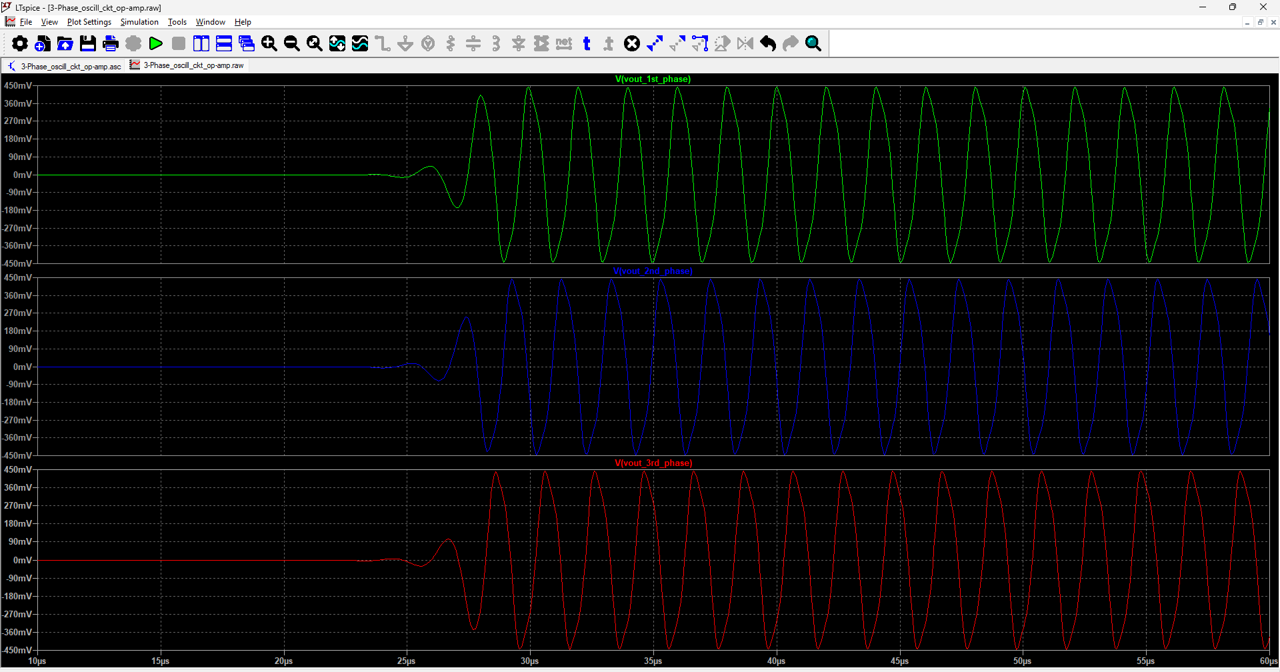 LTspice - [3-Phase_oscill_ckt_op-amp.raw]
File View Plot Settings Simulation Tools Window Help
3-Phase_oscill_ckt_op-amp.asc 3-Phase_oscill_ckt_op-amp.raw
V(vout_1st_phase)
450mV
360mV
270mV
180mV
90mV
0mV
-90mV
-180mV
-270mV
-360mV
-450mV
V(vout_2nd_phase)
450mV
360mV
270mV
180mV
90mV
0mV
-90mV
-180mV
-270mV
-360mV
-450mV
V(vout_3rd_phase)
450mV
360mV
270mV
180mV
90mV
0mV
-90mV
-180mV
-270mV
-360mV
-450mV
10µs 15µs 20µs 25µs 30µs 35µs 40µs 45µs 50µs 55µs 60µs